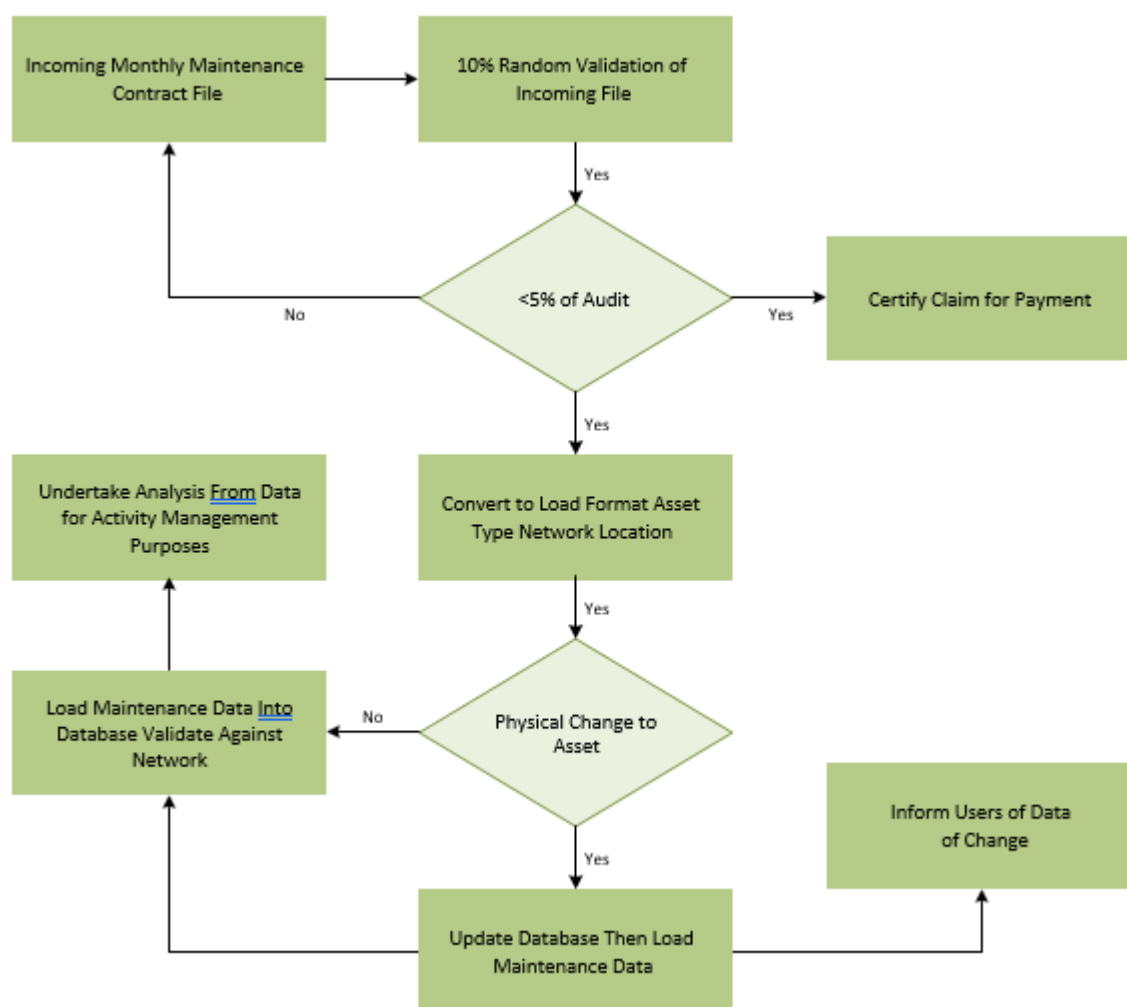 Incoming Monthly Maintenance
Contract File
10% Random Validation of
Incoming File
Yes
<5% of Audit
No
Yes
Certify Claim for Payment
Yes
Undertake Analysis From Data
for Activity Management
Purposes
Convert to Load Format Asset
Type Network Location
Yes
Load Maintenance Data Into
Database Validate Against
Network
No
Physical Change to
Asset
Inform Users of Data
of Change
Yes
Update Database Then Load
Maintenance Data